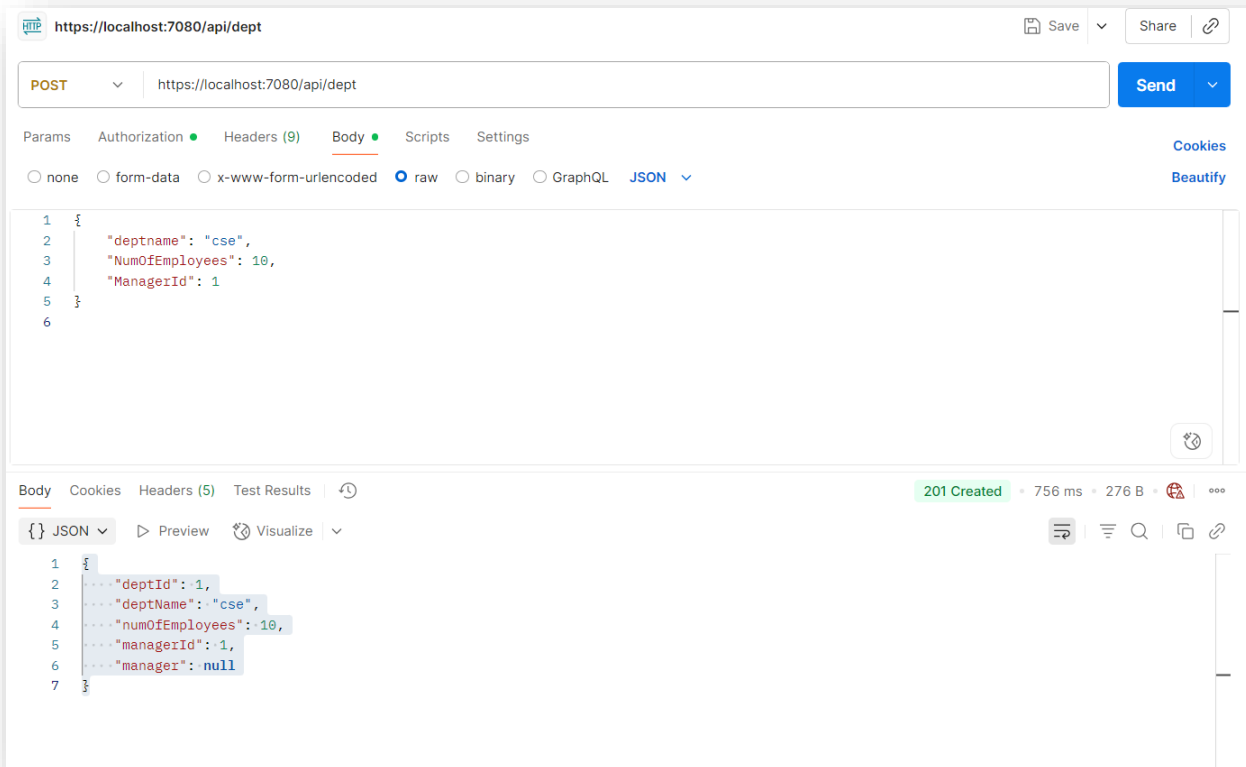 HTTP https://localhost:7080/api/dept Save Share
POST https://localhost:7080/api/dept Send
Params Authorization Headers (9) Body Scripts Settings Cookies
none form-data x-www-form-urlencoded raw binary GraphQL JSON Beautify
1 {
2 "deptname": "cse",
3 "NumOfEmployees": 10,
4 "ManagerId": 1
5 }
6
Body Cookies Headers (5) Test Results 201 Created 756 ms 276 B
{} JSON Preview Visualize
1 {
2 "deptId": 1,
3 "deptName": "cse",
4 "numOfEmployees": 10,
5 "managerId": 1,
6 "manager": null
7 }